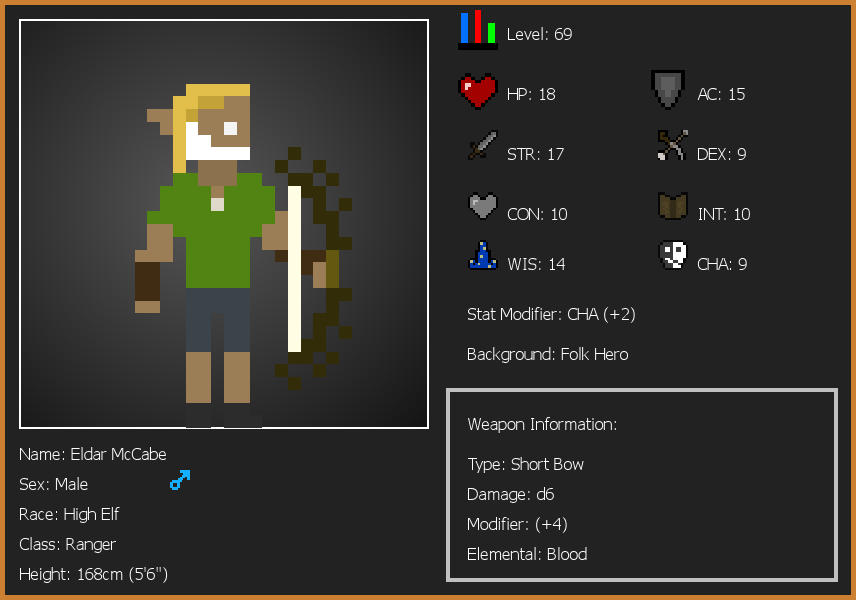 Level: 69
HP: 18
AC: 15
STR: 17
DEX: 9
CON: 10
INT: 10
WIS: 14
CHA: 9
Stat Modifier: CHA (+2)
Background: Folk Hero
Weapon Information:
Type: Short Bow
Damage: d6
Modifier: (+4)
Elemental: Blood
Name: Eldar McCabe
Sex: Male
Race: High Elf
Class: Ranger
Height: 168cm (5'6")